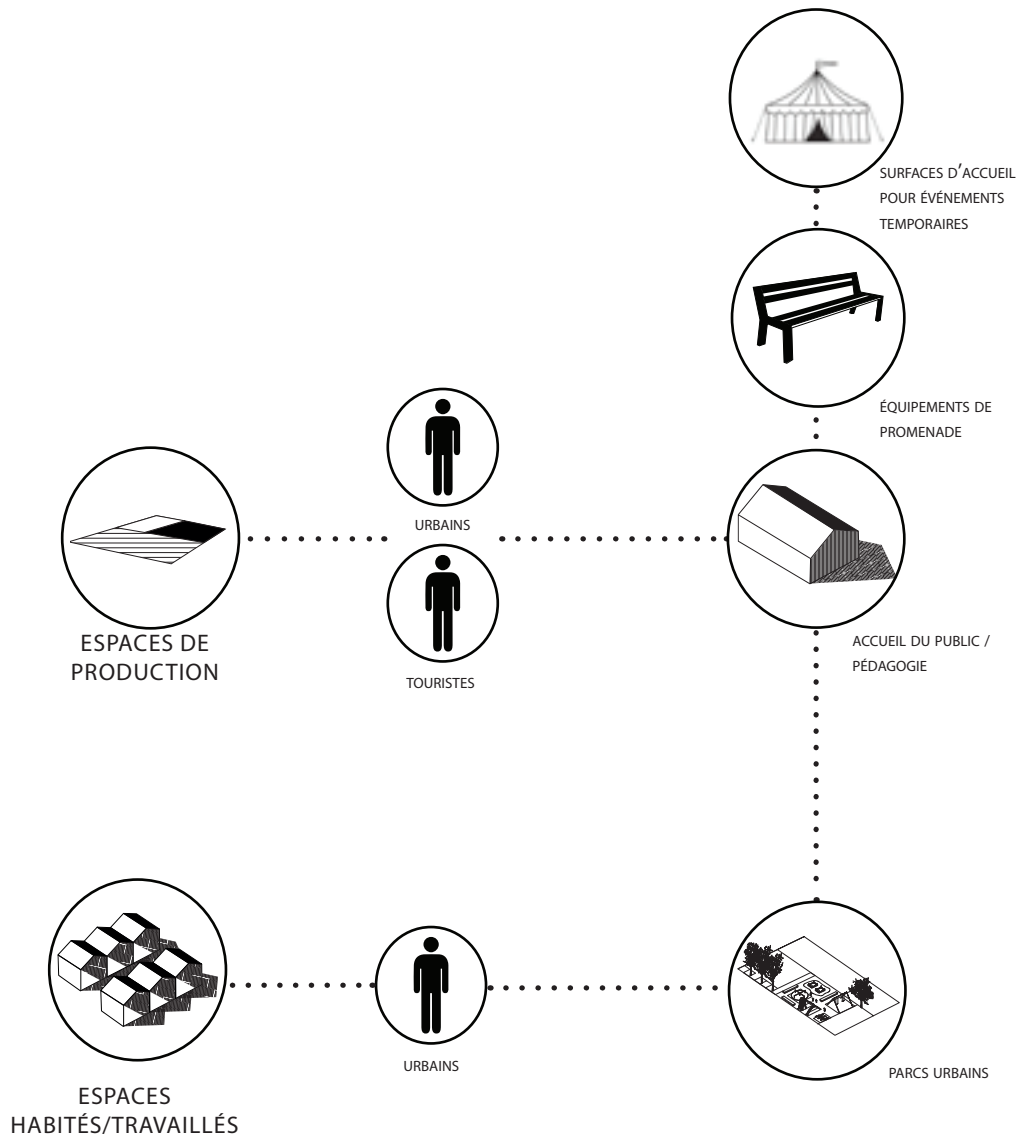 SURFACES D'ACCUEIL
POUR ÉVÉNEMENTS
TEMPORAIRES
ÉQUIPEMENTS DE
PROMENADE
URBAINS
ESPACES DE
PRODUCTION
TOURISTES
ACCUEIL DU PUBLIC /
PÉDAGOGIE
URBAINS
PARCS URBAINS
ESPACES
HABITÉS/TRAVAILLÉS